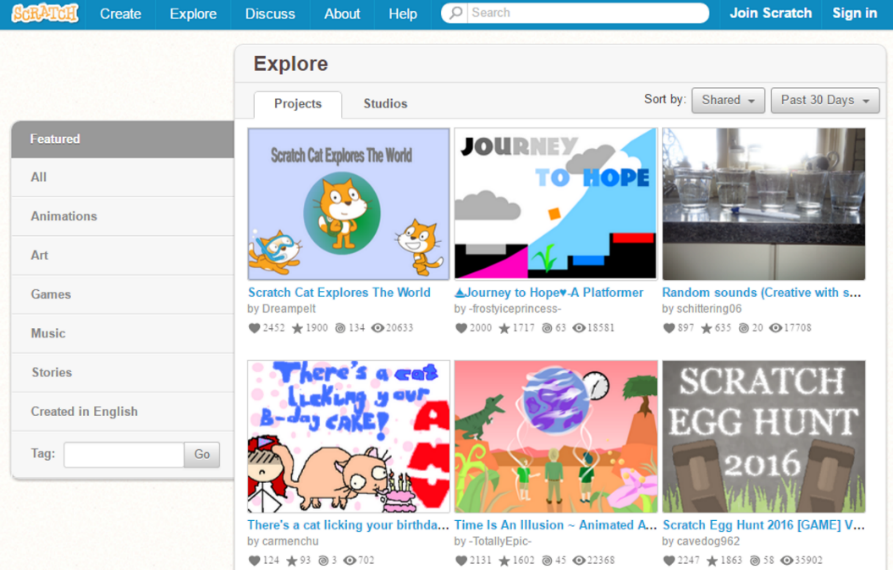 SCRATCH Create Explore Discuss About Help Search Join Scratch Sign in
Explore
Projects Studios Sort by: Shared Past 30 Days
Featured
All
Animations
Art
Games
Music
Stories
Created in English
Tag: Go
Scratch Cat Explores The World
JOURNEY
TO HOPE
Scratch Cat Explores The World
by Dreampelt
2452 1900 134 20633
Journey to Hope♥-A Platformer
by -frostyiceprincess-
2000 1717 63 18581
Random sounds (Creative with s...
by schittering06
897 635 20 17708
There's a cat
licking your
B-day CAKE!
SCRATCH
EGG HUNT
2016
There's a cat licking your birthda...
by carmenchu
124 93 3 702
Time Is An Illusion ~ Animated A...
by -TotallyEpic-
2131 1602 45 22368
Scratch Egg Hunt 2016 [GAME] V...
by cavedog962
2247 1863 58 35902